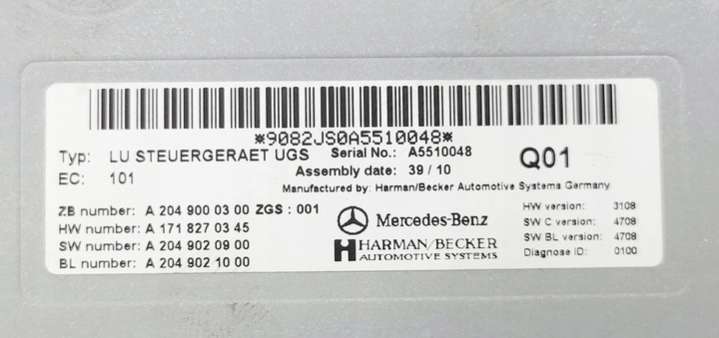 *9082JS0A5510048*
Typ: LU STEUERGERAET UGS Serial No.: A5510048 Q01
EC: 101 Assembly date: 39 / 10
Manufactured by: Harman/Becker Automotive Systems Germany
ZB number: A 204 900 03 00 ZGS : 001
HW number: A 171 827 03 45
SW number: A 204 902 09 00
BL number: A 204 902 10 00
Mercedes-Benz
HARMAN/BECKER
AUTOMOTIVE SYSTEMS
HW version: 3108
SW C version: 4708
SW BL version: 4708
Diagnose ID: 0100